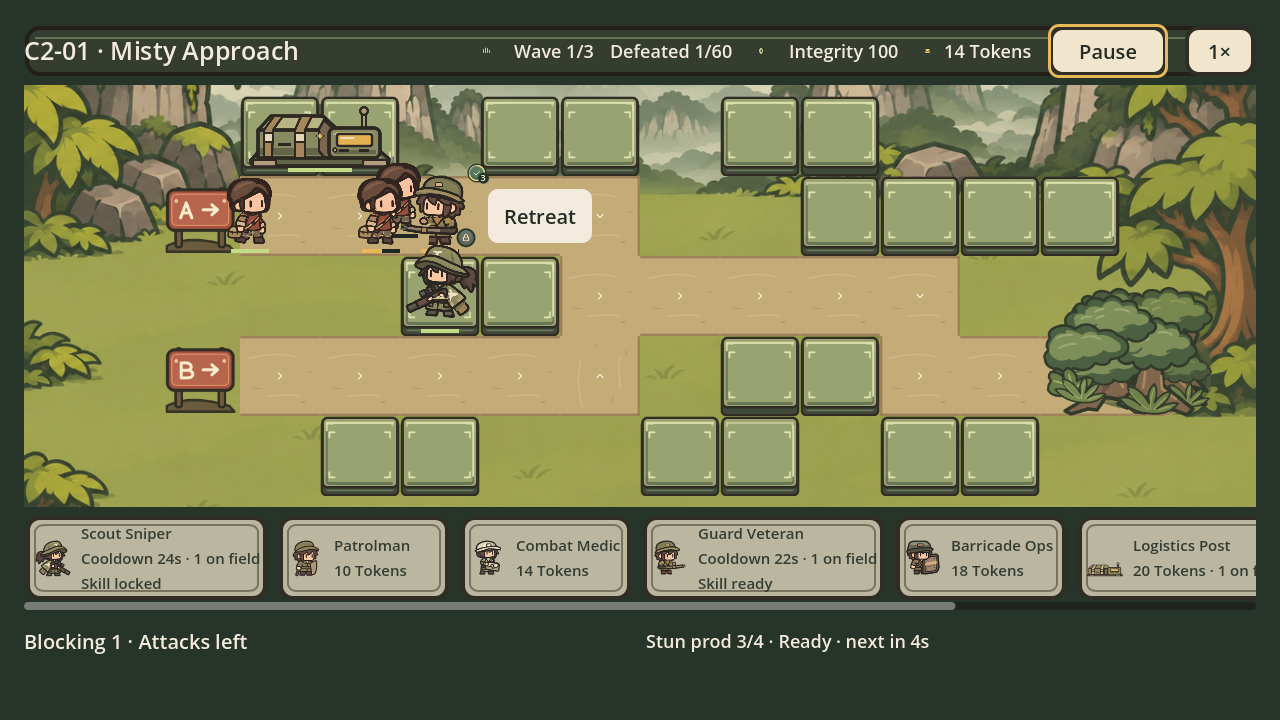 C2-01 · Misty Approach
Wave 1/3
Defeated 1/60
Integrity 100
14 Tokens
Pause
1×
3
A
Retreat
B
Scout Sniper
Cooldown 24s · 1 on field
Skill locked
Patrolman
10 Tokens
Combat Medic
14 Tokens
Guard Veteran
Cooldown 22s · 1 on field
Skill ready
Barricade Ops
18 Tokens
Logistics Post
20 Tokens · 1 on f
Blocking 1 · Attacks left
Stun prod 3/4 · Ready · next in 4s